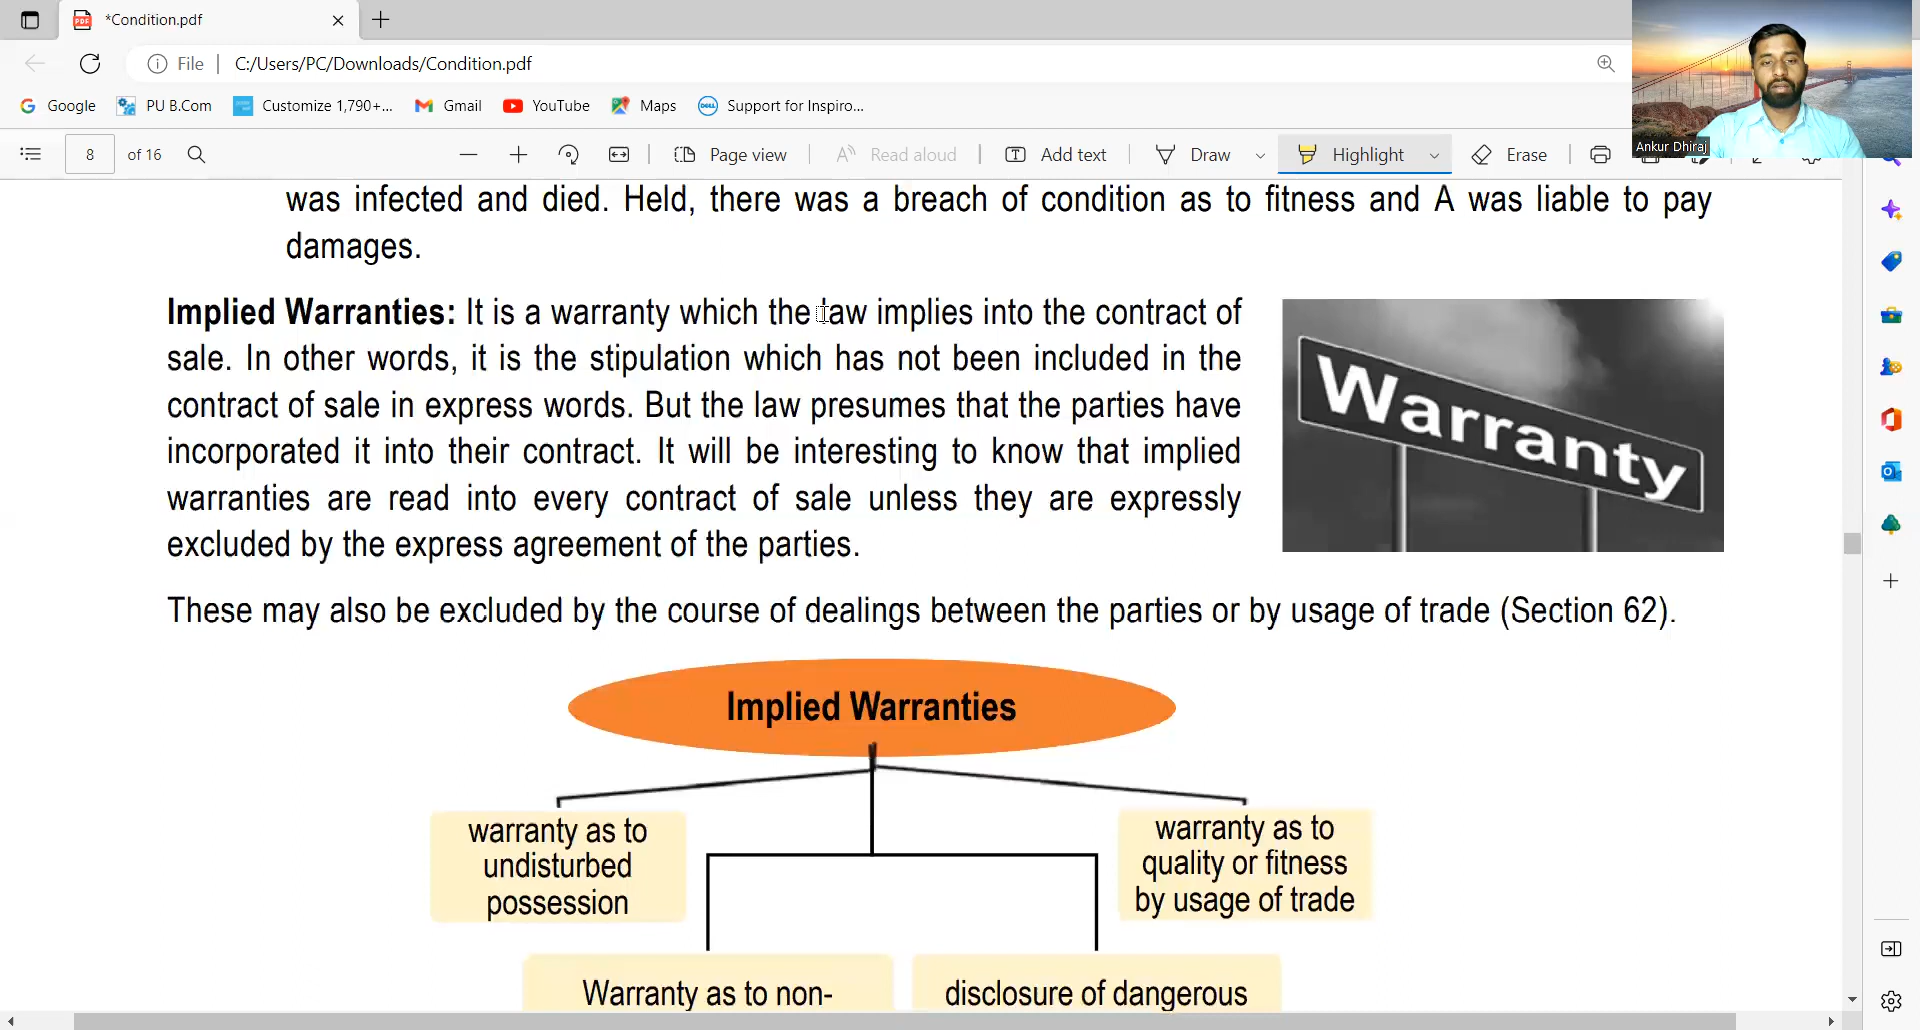 *Condition.pdf
File
C:/Users/PC/Downloads/Condition.pdf
Google
PU B.Com
Customize 1,790+...
Gmail
YouTube
Maps
DELL
Support for Inspiro...
Ankur Dhiraj
8
of 16
Page view
Read aloud
Add text
Draw
Highlight
Erase
was infected and died. Held, there was a breach of condition as to fitness and A was liable to pay
damages.
Implied Warranties: It is a warranty which the law implies into the contract of
sale. In other words, it is the stipulation which has not been included in the
contract of sale in express words. But the law presumes that the parties have
incorporated it into their contract. It will be interesting to know that implied
warranties are read into every contract of sale unless they are expressly
excluded by the express agreement of the parties.
Warranty
These may also be excluded by the course of dealings between the parties or by usage of trade (Section 62).
Implied Warranties
warranty as to
undisturbed
possession
warranty as to
quality or fitness
by usage of trade
Warranty as to non-
disclosure of dangerous